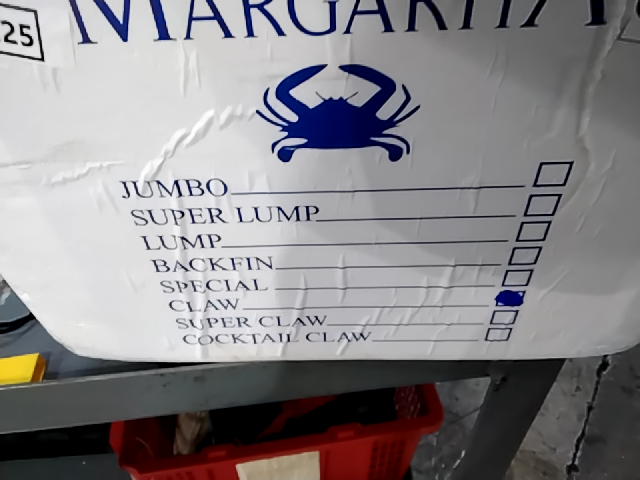 25
MARGARITA
JUMBO
SUPER LUMP
LUMP
BACKFIN
SPECIAL
CLAW
SUPER CLAW
COCKTAIL CLAW